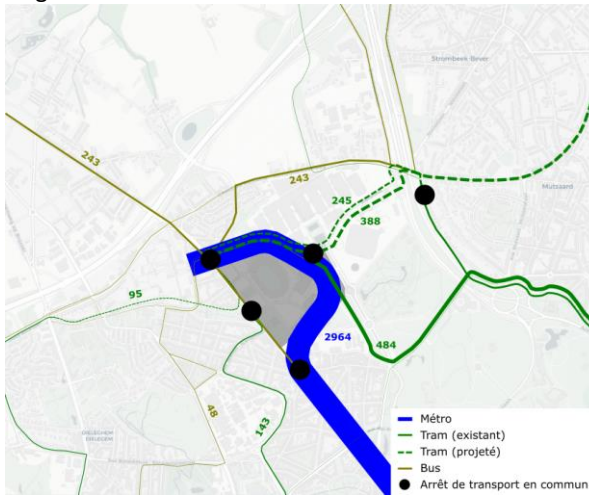 Strombeek Bever
243
243
245
388
Mutsaard
95
2964
484
48
143
DIELEGHEM
Métro
Tram (existant)
Tram (projeté)
Bus
Arrêt de transport en commun